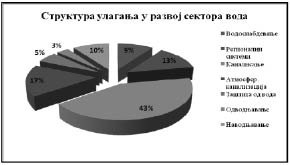 Структура улагања у развој сектора вода
Водоснабдевање
Регионални
системи
Каналисање
Атмосфер.
канализација
Заштита од вода
Одводњавање
Наводњавање
9%
13%
43%
17%
5%
3%
10%